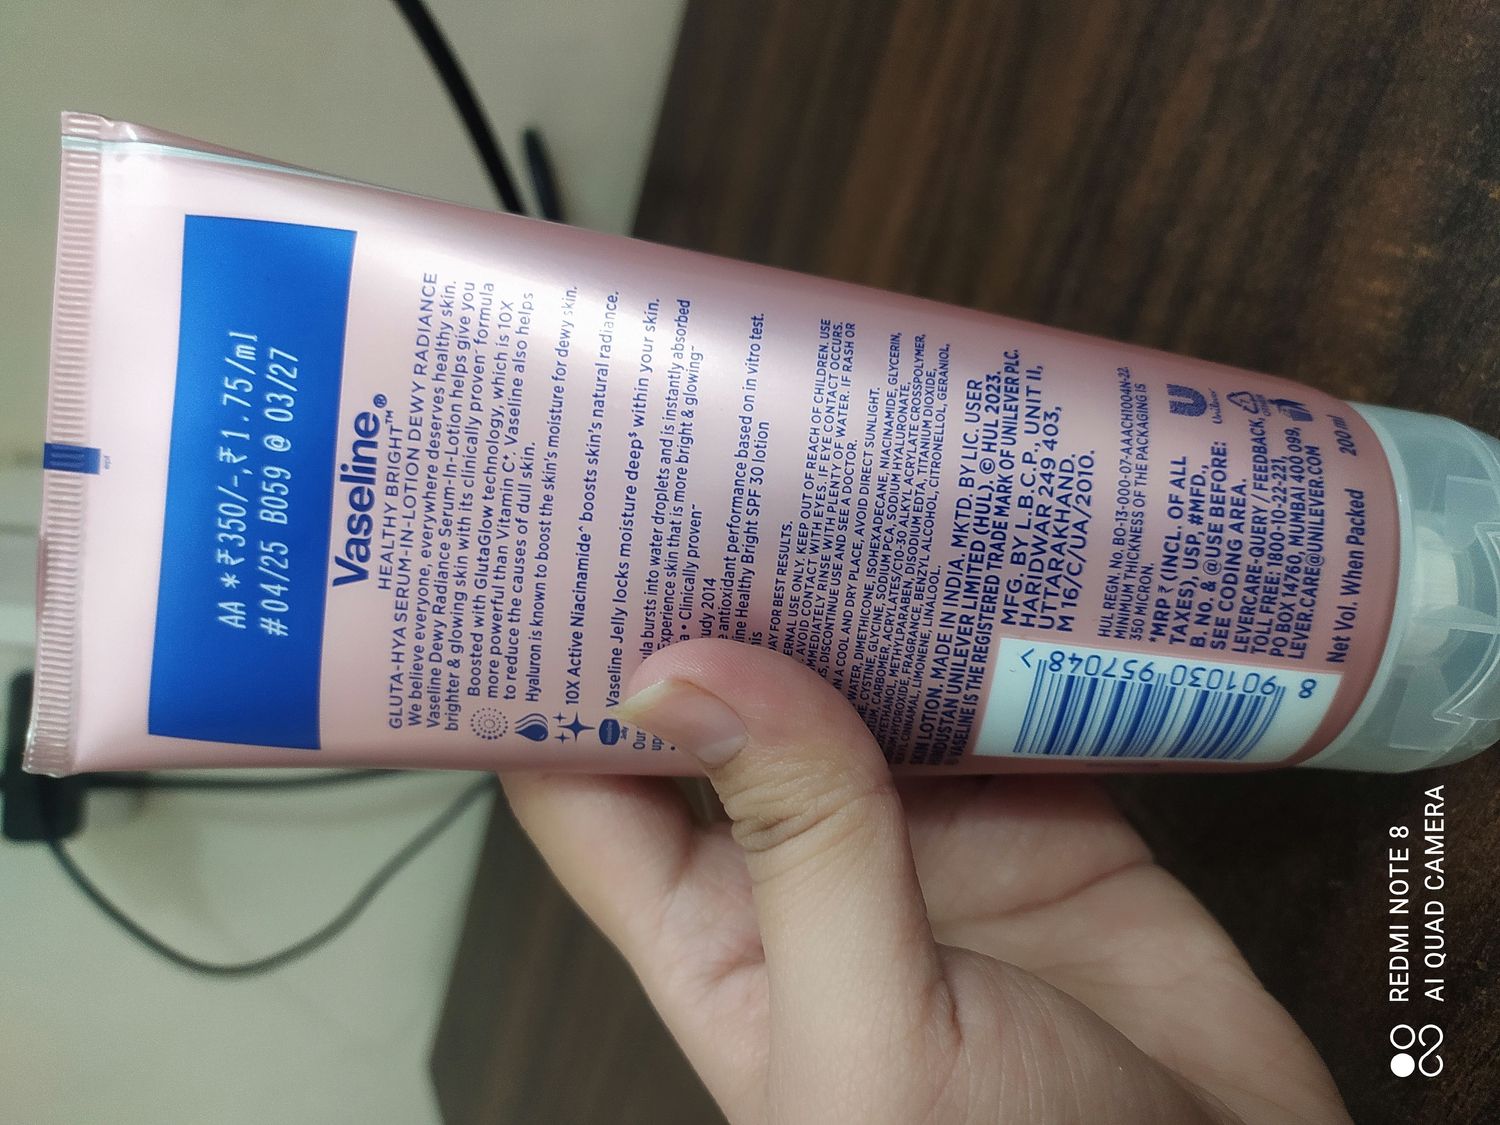 AA *₹350/-,₹1.75/ml
#04/25 B059 @ 03/27
Vaseline®
HEALTHY BRIGHT™
GLUTA-HYA SERUM-IN-LOTION DEWY RADIANCE
We believe everyone, everywhere deserves healthy skin.
Vaseline Dewy Radiance Serum-In-Lotion helps give you
brighter & glowing skin with its clinically proven~ formula
Boosted with GlutaGlow technology, which is 10X
more powerful than Vitamin C*. Vaseline also helps
to reduce the causes of dull skin.
Hyaluron is known to boost the skin's moisture for dewy skin.
10X Active Niacinamide^ boosts skin's natural radiance.
Vaseline Jelly locks moisture deep$ within your skin.
bursts into water droplets and is instantly absorbed
Experience skin that is more bright & glowing~
• Clinically proven~
2014
antioxidant performance based on in vitro test.
Healthy Bright SPF 30 lotion
FOR BEST RESULTS.
USE ONLY. KEEP OUT OF REACH OF CHILDREN. USE
AVOID CONTACT WITH EYES. IF EYE CONTACT OCCURS,
IMMEDIATELY RINSE WITH PLENTY OF WATER. IF RASH OR
DISCONTINUE USE AND SEE A DOCTOR.
IN A COOL AND DRY PLACE. AVOID DIRECT SUNLIGHT.
WATER, DIMETHICONE, ISOHEXADECANE, NIACINAMIDE, GLYCERIN,
CYSTINE, GLYCINE, SODIUM PCA, SODIUM HYALURONATE,
CARBOMER, ACRYLATES/C10-30 ALKYL ACRYLATE CROSSPOLYMER,
METHYLPARABEN, DISODIUM EDTA, TITANIUM DIOXIDE,
FRAGRANCE, BENZYL ALCOHOL, CITRONELLOL, GERANIOL,
HEXYL CINNAMAL, LIMONENE, LINALOOL.
SKIN LOTION, MADE IN INDIA. MKTD. BY LIC. USER
HINDUSTAN UNILEVER LIMITED (HUL). © HUL 2023.
VASELINE IS THE REGISTERED TRADE MARK OF UNILEVER PLC.
MFG. BY L.B.C.P, UNIT II,
HARIDWAR 249 403,
UTTARAKHAND.
M 16/C/UA/2010.
MINIMUM THICKNESS OF THE PACKAGING IS
350 MICRON.
*MRP ₹ (INCL. OF ALL
TAXES), USP, #MFD,
B. NO. & @USE BEFORE:
SEE CODING AREA.
LEVERCARE-QUERY / FEEDBACK,
TOLL FREE: 1800-10-22-221,
PO BOX 14760, MUMBAI 400 099,
LEVER.CARE@UNILEVER.COM
Unilever
Net Vol. When Packed 200 ml
8 901030 957048 >
REDMI NOTE 8
AI QUAD CAMERA